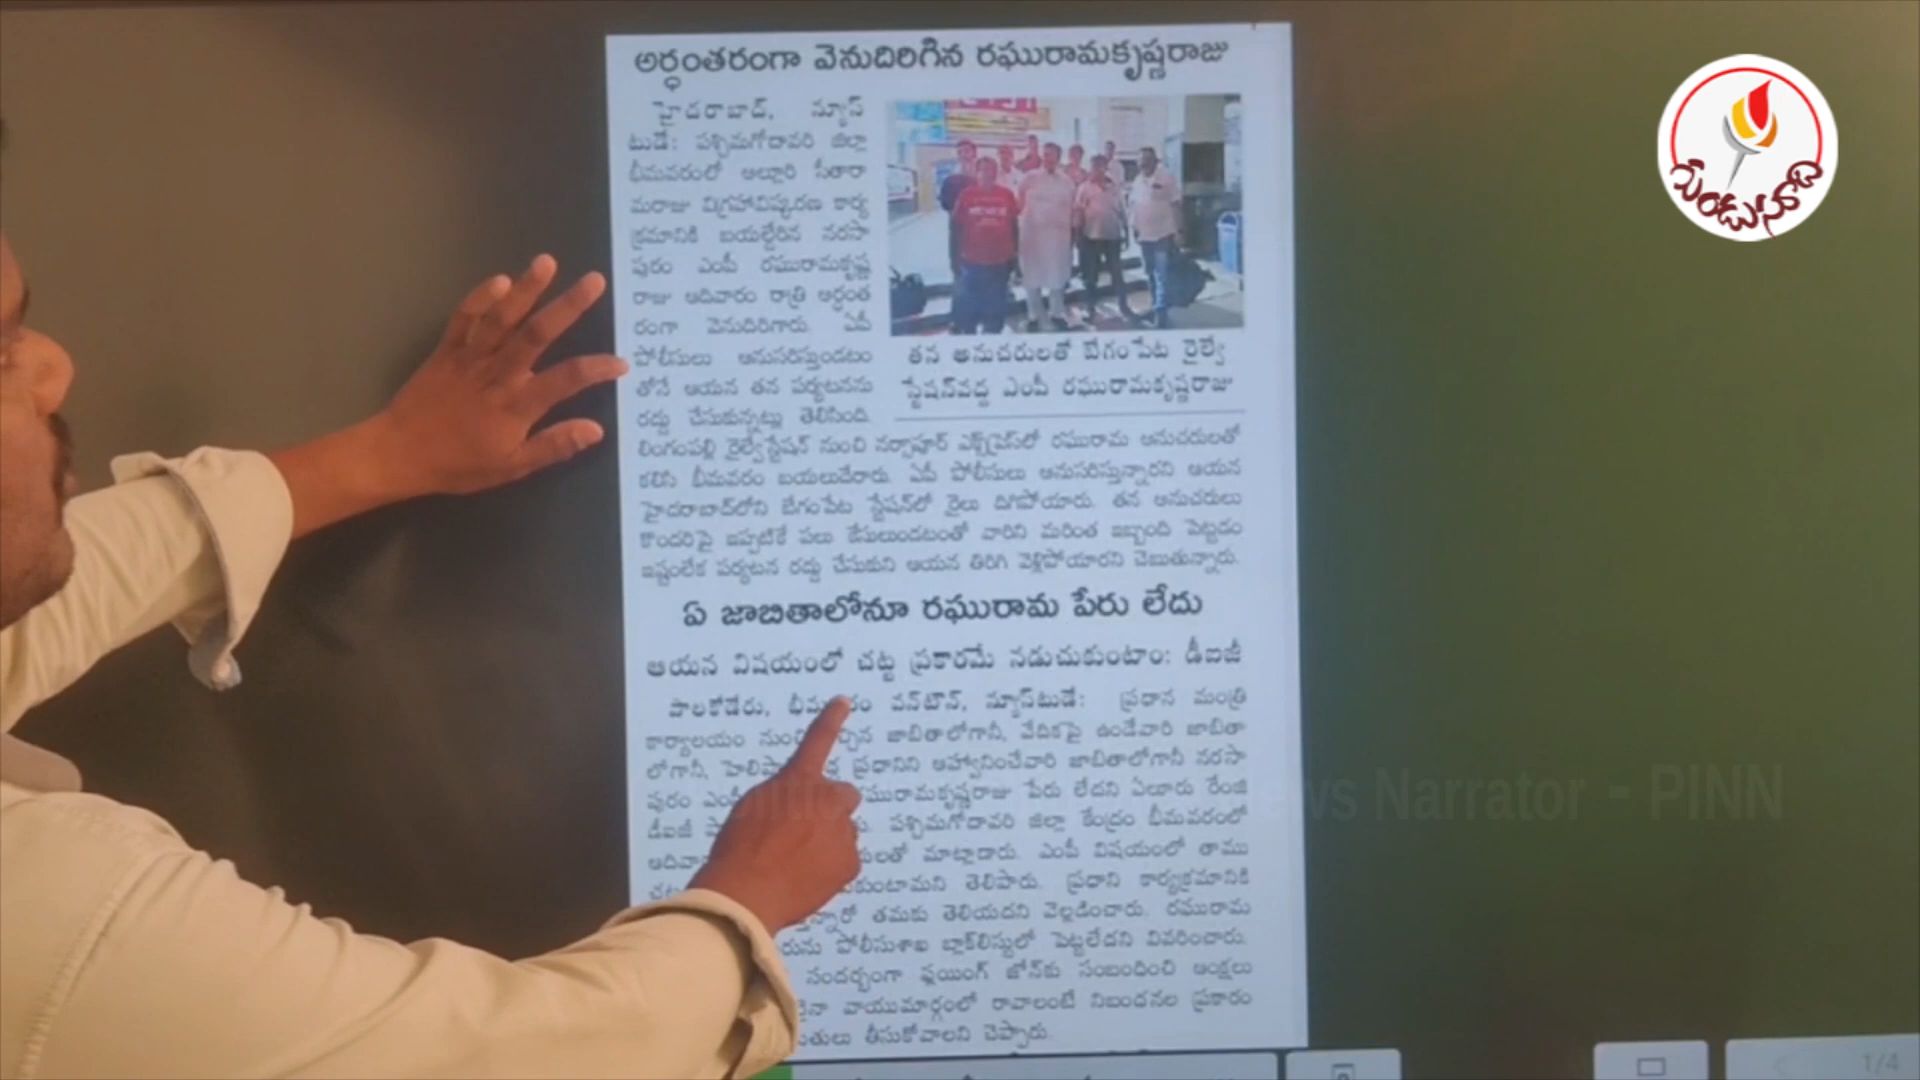 అర్ధంతరంగా వెనుదిరిగిన రఘురామకృష్ణరాజు
హైదరాబాద్, న్యూస్
టుడే: పశ్చిమగోదావరి జిల్లా
భీమవరంలో అల్లూరి సీతారా
మరాజు విగ్రహావిష్కరణ కార్య
క్రమానికి బయల్దేరిన నరసా
పురం ఎంపీ రఘురామకృష్ణ
రాజు ఆదివారం రాత్రి అర్ధంత
రంగా వెనుదిరిగారు. ఏపీ
పోలీసులు అనుసరిస్తుండటం
తోనే ఆయన తన పర్యటనను
రద్దు చేసుకున్నట్లు తెలిసింది.
తన అనుచరులతో బేగంపేట రైల్వే
స్టేషన్‌వద్ద ఎంపీ రఘురామకృష్ణరాజు
లింగంపల్లి రైల్వేస్టేషన్ నుంచి నర్సాపూర్ ఎక్స్‌ప్రెస్‌లో రఘురామ అనుచరులతో
కలిసి భీమవరం బయలుదేరారు. ఏపీ పోలీసులు అనుసరిస్తున్నారని ఆయన
హైదరాబాద్‌లోని బేగంపేట స్టేషన్‌లో రైలు దిగిపోయారు. తన అనుచరులు
కొందరిపై ఇప్పటికే పలు కేసులుండటంతో వారిని మరింత ఇబ్బంది పెట్టడం
ఇష్టంలేక పర్యటన రద్దు చేసుకుని ఆయన తిరిగి వెళ్లిపోయారని చెబుతున్నారు.
ఏ జాబితాలోనూ రఘురామ పేరు లేదు
ఆయన విషయంలో చట్ట ప్రకారమే నడుచుకుంటాం: డీఐజీ
పాలకోడేరు, వన్‌టౌన్, న్యూస్‌టుడే: ప్రధాన మంత్రి
కార్యాలయం జాబితాలోగానీ, వేదికపై ఉండేవారి జాబితా
లోగానీ, ప్రధానిని ఆహ్వానించేవారి జాబితాలోగానీ నరసా
పురం రఘురామకృష్ణరాజు పేరు లేదని ఏలూరు రేంజి
డీఐజీ పశ్చిమగోదావరి జిల్లా కేంద్రం భీమవరంలో
మాట్లాడారు. ఎంపీ విషయంలో తాము
తెలిపారు. ప్రధాని కార్యక్రమానికి
తమకు తెలియదని వెల్లడించారు. రఘురామ
పోలీసుశాఖ బ్లాక్‌లిస్టులో పెట్టలేదని వివరించారు.
సందర్భంగా ఫ్లయింగ్ జోన్‌కు సంబంధించి ఆంక్షలు
వాయుమార్గంలో రావాలంటే నిబంధనల ప్రకారం
తీసుకోవాలని చెప్పారు.
News Narrator - PINN
1/4